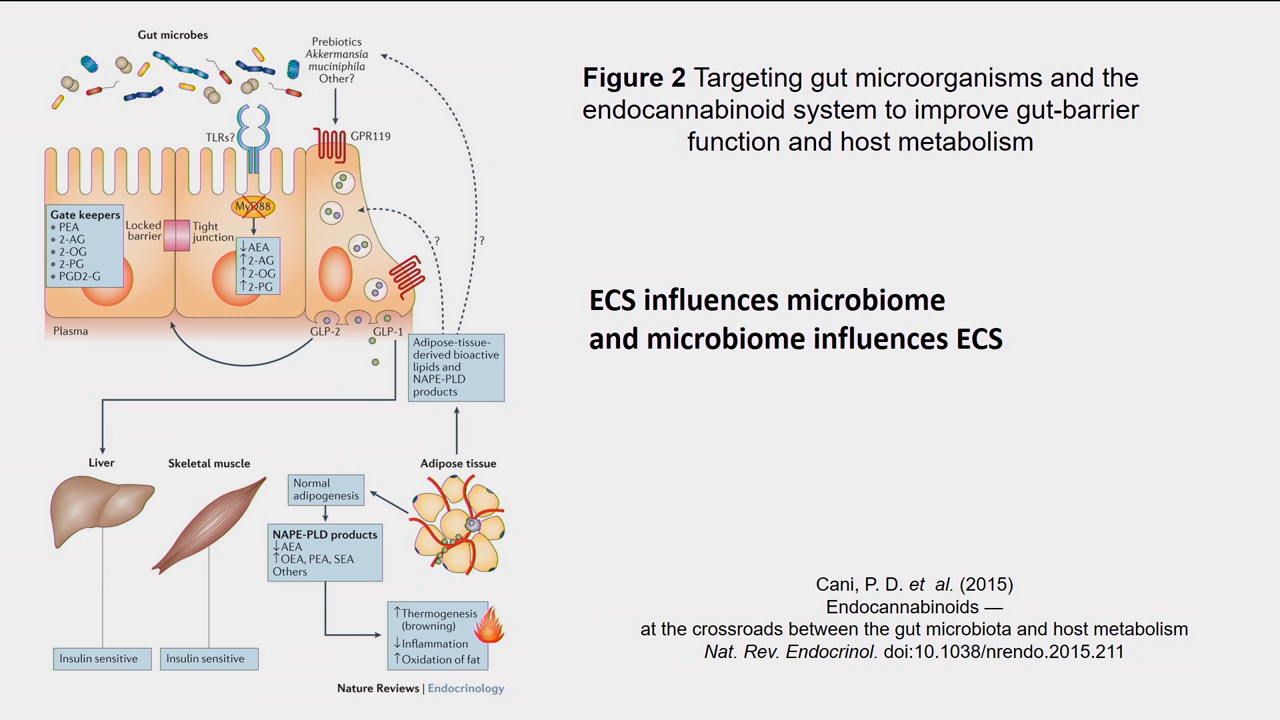 Gut microbes
Prebiotics
Akkermansia
muciniphila
Other?
TLRs?
GPR119
MyD88
Gate keepers
• PEA
• 2-AG
• 2-OG
• 2-PG
• PGD2-G
Locked
barrier
Tight
junction
↓AEA
↑2-AG
↑2-OG
↑2-PG
?
?
Plasma
GLP-2
GLP-1
Adipose-tissue-
derived bioactive
lipids and
NAPE-PLD
products
Liver
Skeletal muscle
Adipose tissue
Normal
adipogenesis
NAPE-PLD products
↓AEA
↑OEA, PEA, SEA
Others
↑Thermogenesis
(browning)
↓Inflammation
↑Oxidation of fat
Insulin sensitive
Insulin sensitive
Nature Reviews | Endocrinology
Figure 2 Targeting gut microorganisms and the
endocannabinoid system to improve gut-barrier
function and host metabolism
ECS influences microbiome
and microbiome influences ECS
Cani, P. D. et al. (2015)
Endocannabinoids —
at the crossroads between the gut microbiota and host metabolism
Nat. Rev. Endocrinol. doi:10.1038/nrendo.2015.211